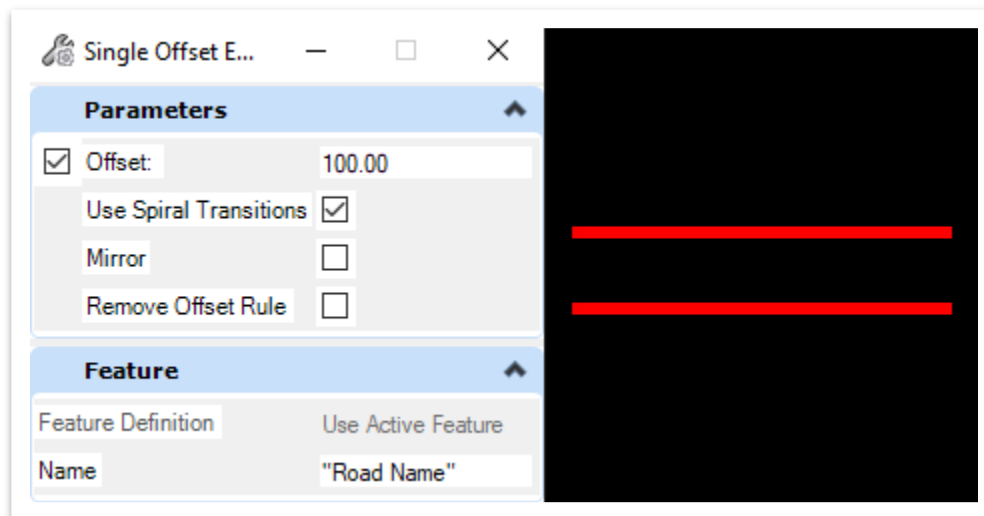 Single Offset E...
Parameters
Offset: 100.00
Use Spiral Transitions
Mirror
Remove Offset Rule
Feature
Feature Definition Use Active Feature
Name "Road Name"